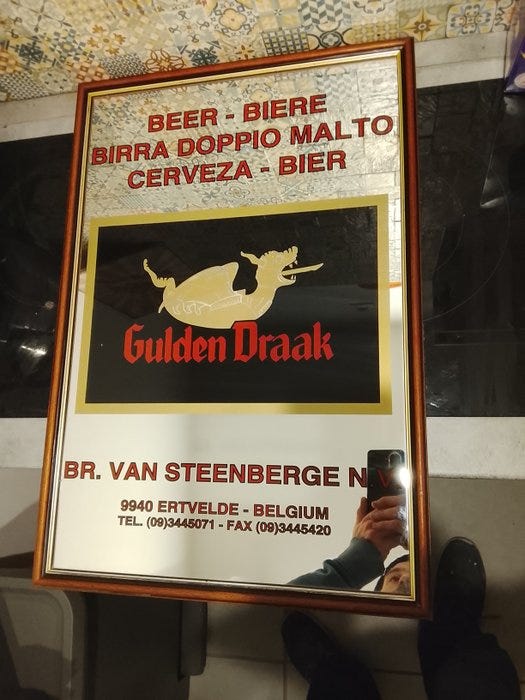 BEER - BIERE
BIRRA DOPPIO MALTO
CERVEZA - BIER
Gulden Draak
BR. VAN STEENBERGE N.V.
9940 ERTVELDE - BELGIUM
TEL. (09)3445071 - FAX (09)3445420